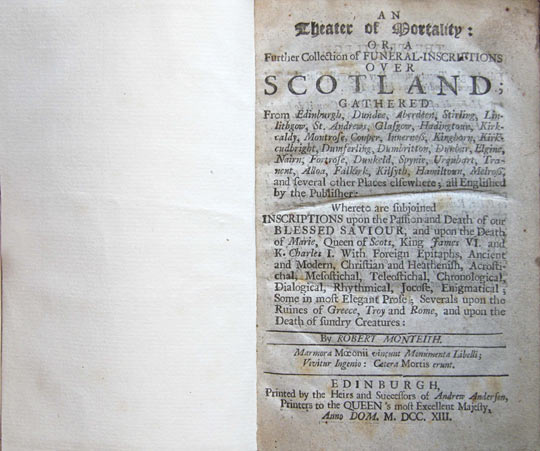 AN
Theater of Mortality:
OR, A
Further Collection of FUNERAL-INSCRIPTIONS
OVER
SCOTLAND;
GATHERED
From Edinburgh, Dundee, Aberdeen, Stirling, Lin-
lithgow, St. Andrews, Glasgow, Hadingtoun, Kirk-
caldy, Montrose, Couper, Innerness, Kinghorn, Kirk-
cudbright, Dumferling, Dumbritton, Dunbar, Elgine,
Nairn, Fortrose, Dunkeld, Spynie, Urquhart, Tra-
nent, Alloa, Falkirk, Kilsyth, Hamiltoun, Melross,
and several other Places elsewhere; all Englished
by the Publisher:
Whereto are subjoined
INSCRIPTIONS upon the Passion and Death of our
BLESSED SAVIOUR, and upon the Death
of Marie, Queen of Scots, King James VI. and
K. Charles I. With Foreign Epitaphs, Ancient
and Modern, Christian and Heathenish, Acrosti-
chal, Mesostichal, Teleostichal, Chronological,
Dialogical, Rhythmical, Jocose, Enigmatical;
Some in most Elegant Prose; Severals upon the
Ruines of Greece, Troy and Rome, and upon the
Death of sundry Creatures:
By ROBERT MONTEITH.
Marmora Mœonii vincunt Monumenta Libelli;
Vivitur Ingenio: Cætera Mortis erunt.
EDINBURGH,
Printed by the Heirs and Successors of Andrew Anderson,
Printers to the QUEEN's most Excellent Majesty,
Anno DOM. M. DCC. XIII.